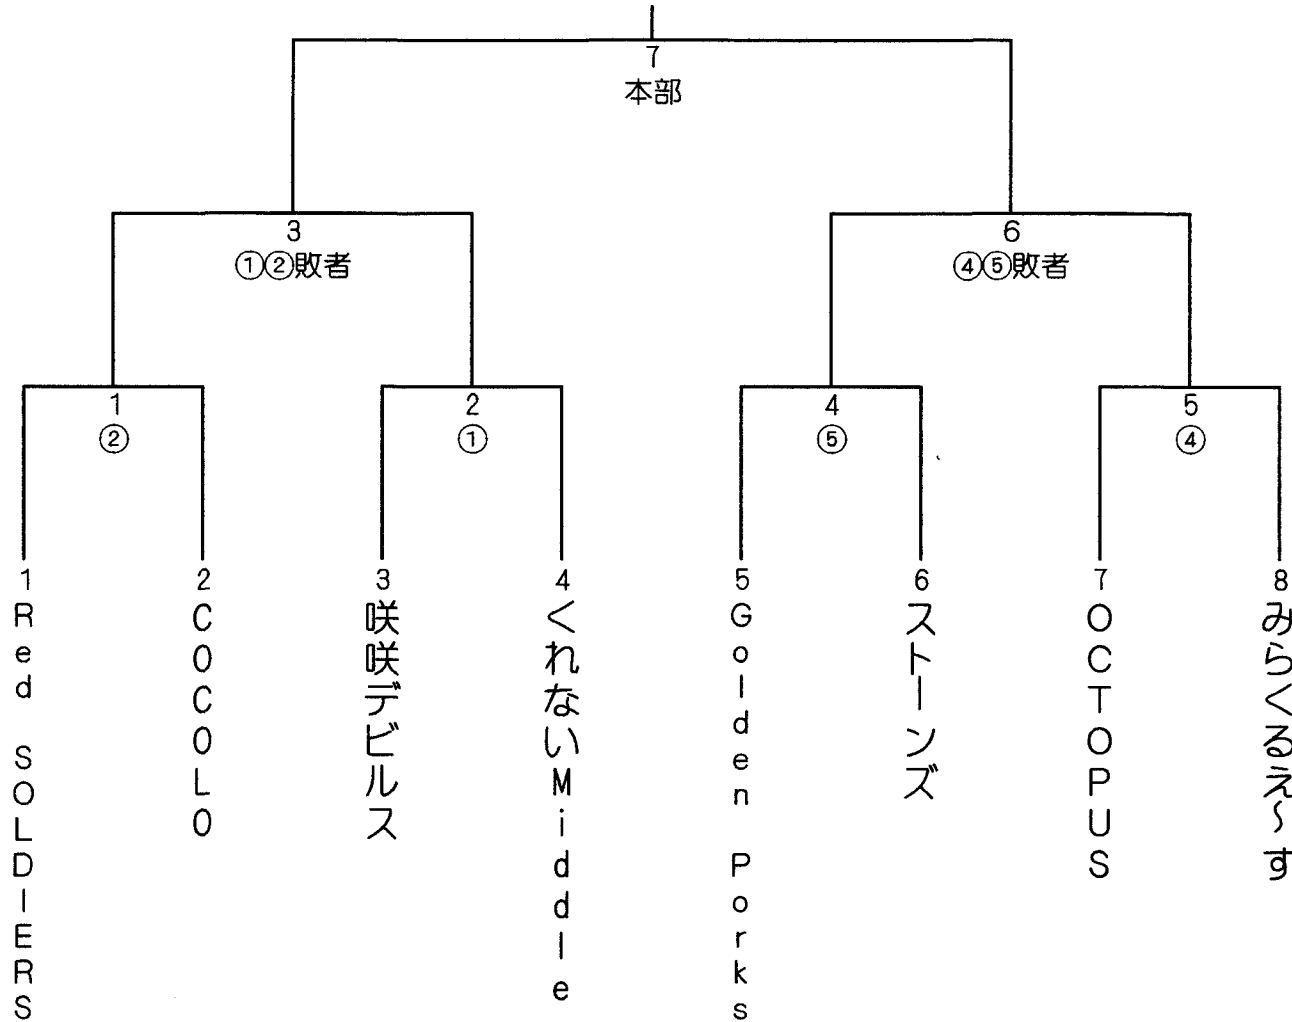 7
本部
3
①②敗者
6
④⑤敗者
1
②
2
①
4
⑤
5
④
1
Red SOLDIERS
2
COCOLO
3
咲咲デビルス
4
くれないMiddle
5
Golden Porks
6
ストーンズ
7
OCTOPUS
8
みらくるえ～す